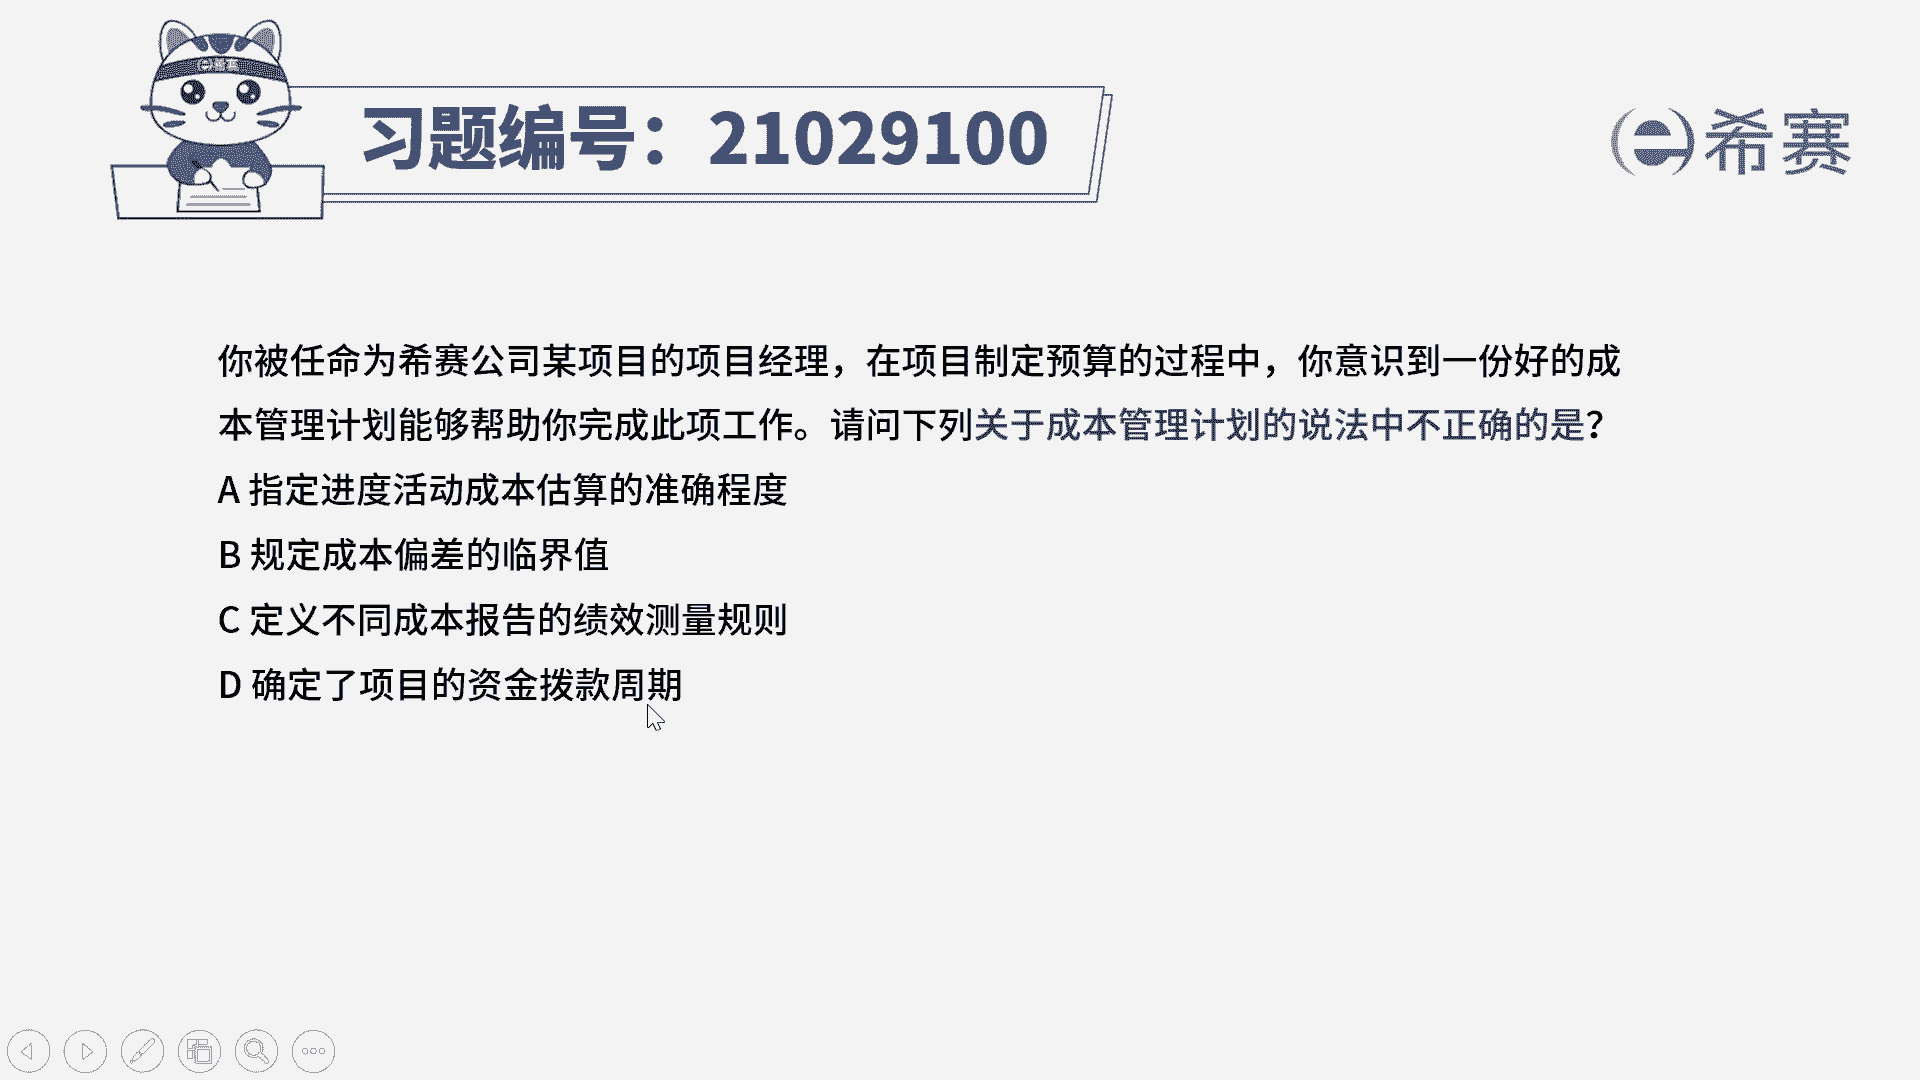 习题编号：21029100
希赛
希赛
你被任命为希赛公司某项目的项目经理，在项目制定预算的过程中，你意识到一份好的成
本管理计划能够帮助你完成此项工作。请问下列关于成本管理计划的说法中不正确的是？
A 指定进度活动成本估算的准确程度
B 规定成本偏差的临界值
C 定义不同成本报告的绩效测量规则
D 确定了项目的资金拨款周期